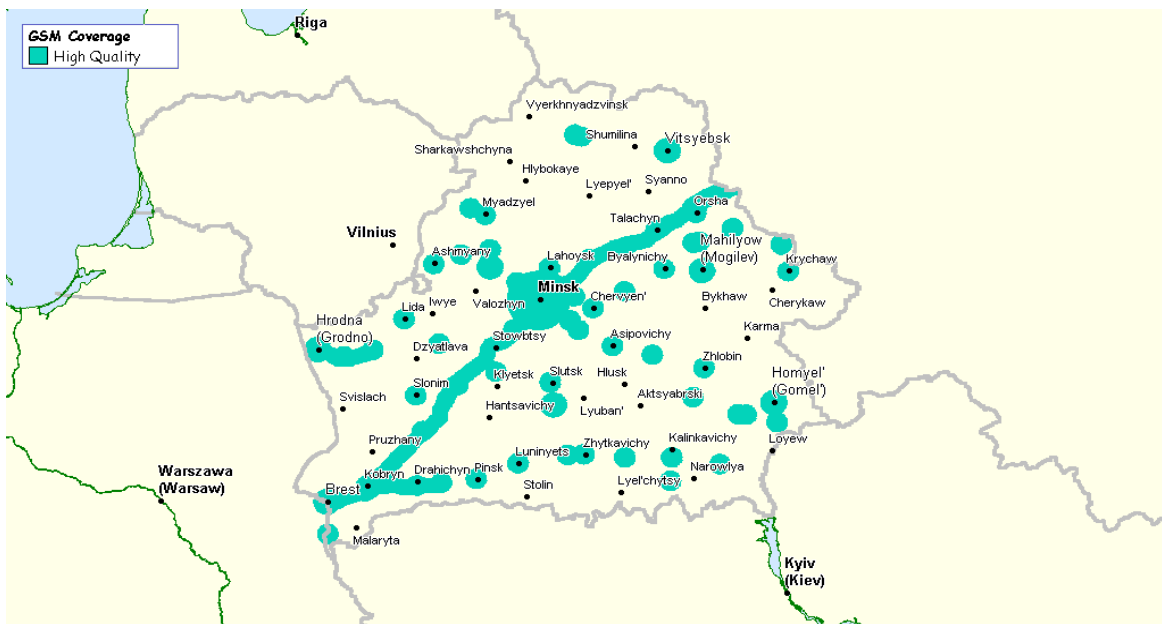 Riga
GSM Coverage
High Quality
Vyerkhnyadzvinsk
Shumilina
Vitsyebsk
Sharkawshchyna
Hlybokaye
Lyepyel'
Syanno
Myadzyel
Orsha
Talachyn
Vilnius
Mahilyow
(Mogilev)
Ashmyany
Lahoysk
Byalynichy
Krychaw
Minsk
Valozhyn
Chervyen'
Cherykaw
Iwye
Lida
Bykhaw
Hrodna
(Grodno)
Karma
Stowbtsy
Asipovichy
Dzyatlava
Zhlobin
Klyetsk
Slutsk
Hlusk
Homyel'
(Gomel')
Slonim
Aktsyabrski
Svislach
Hantsavichy
Lyuban'
Pruzhany
Luninyets
Zhytkavichy
Kalinkavichy
Loyew
Warszawa
(Warsaw)
Kobryn
Drahichyn
Pinsk
Narowlya
Brest
Stolin
Lyel'chytsy
Malaryta
Kyiv
(Kiev)